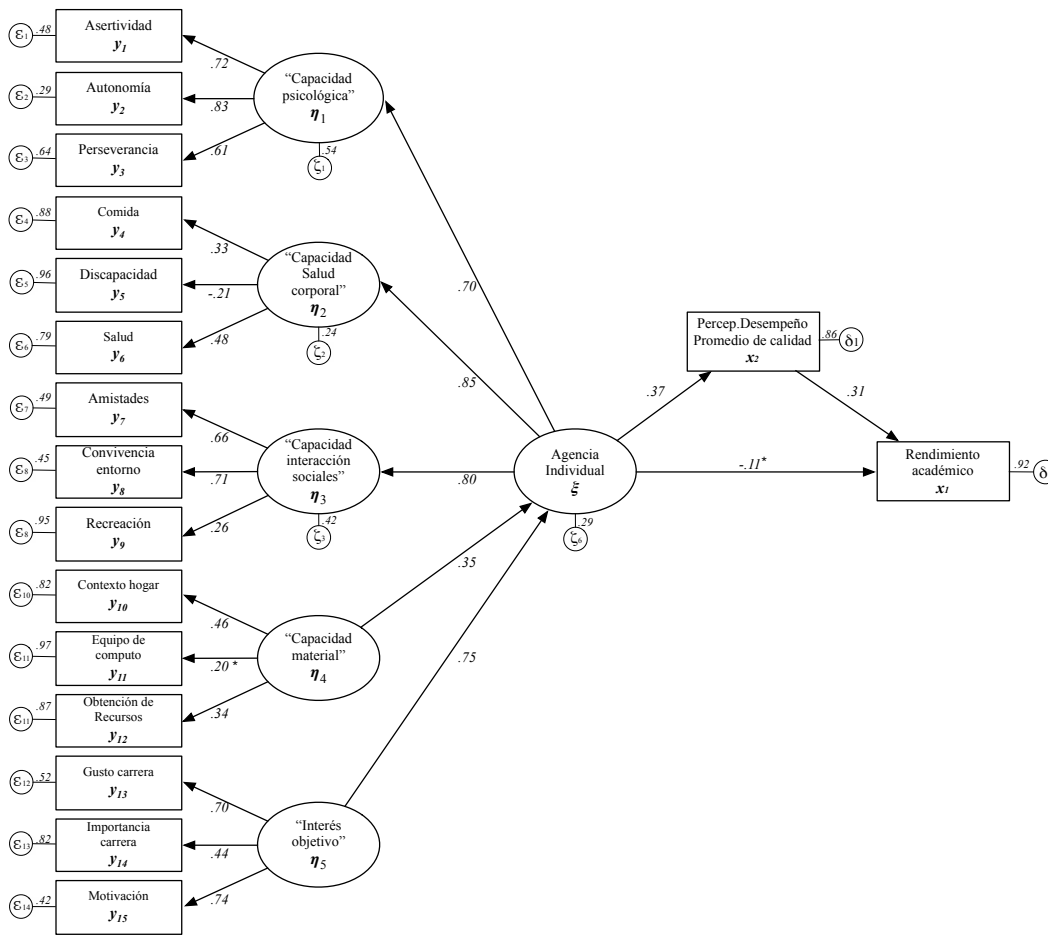 ε1 .48
Asertividad
y1
.72
ε2 .29
Autonomía
y2
.83
ε3 .64
Perseverancia
y3
.61
“Capacidad
psicológica”
η1
.54
ζ1
ε4 .88
Comida
y4
.33
ε5 .96
Discapacidad
y5
-.21
ε6 .79
Salud
y6
.48
“Capacidad
Salud
corporal”
η2
.24
ζ2
ε7 .49
Amistades
y7
.66
ε8 .45
Convivencia
entorno
y8
.71
ε8 .95
Recreación
y9
.26
“Capacidad
interacción
sociales”
η3
.42
ζ3
ε10 .82
Contexto hogar
y10
.46
ε11 .97
Equipo de
computo
y11
.20 *
ε11 .87
Obtención de
Recursos
y12
.34
“Capacidad
material”
η4
ε12 .52
Gusto carrera
y13
.70
ε13 .82
Importancia
carrera
y14
.44
ε14 .42
Motivación
y15
.74
“Interés
objetivo”
η5
.70
.85
.80
.35
.75
Agencia
Individual
ξ
.29
ζ6
.37
-.11*
Percep.Desempeño
Promedio de calidad
x2
.86 δ1
.31
Rendimiento
académico
x1
.92 δ